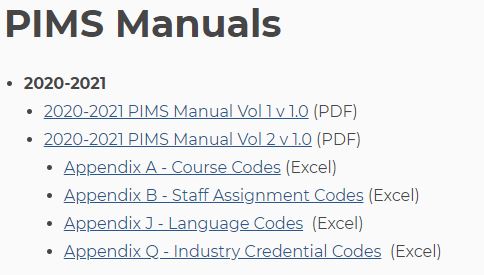 PIMS Manuals
2020-2021
2020-2021 PIMS Manual Vol 1 v 1.0 (PDF)
2020-2021 PIMS Manual Vol 2 v 1.0 (PDF)
Appendix A - Course Codes (Excel)
Appendix B - Staff Assignment Codes (Excel)
Appendix J - Language Codes (Excel)
Appendix Q - Industry Credential Codes (Excel)